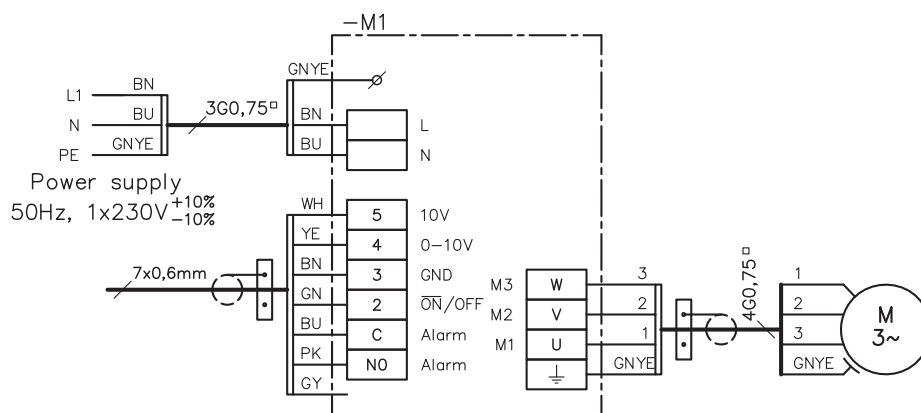 −M1
GNYE
L1 BN
N BU 3G0,75▫ BN L
PE GNYE BU N
Power supply
50Hz, 1x230V +10%
−10%
WH 5 10V
YE 4 0−10V
7x0,6mm BN 3 GND
GN 2 ON/OFF
BU C Alarm
PK NO Alarm
GY
M3 W 3
M2 V 2
M1 U 1
GNYE
4G0,75▫
1
2
3
GNYE
M
3~